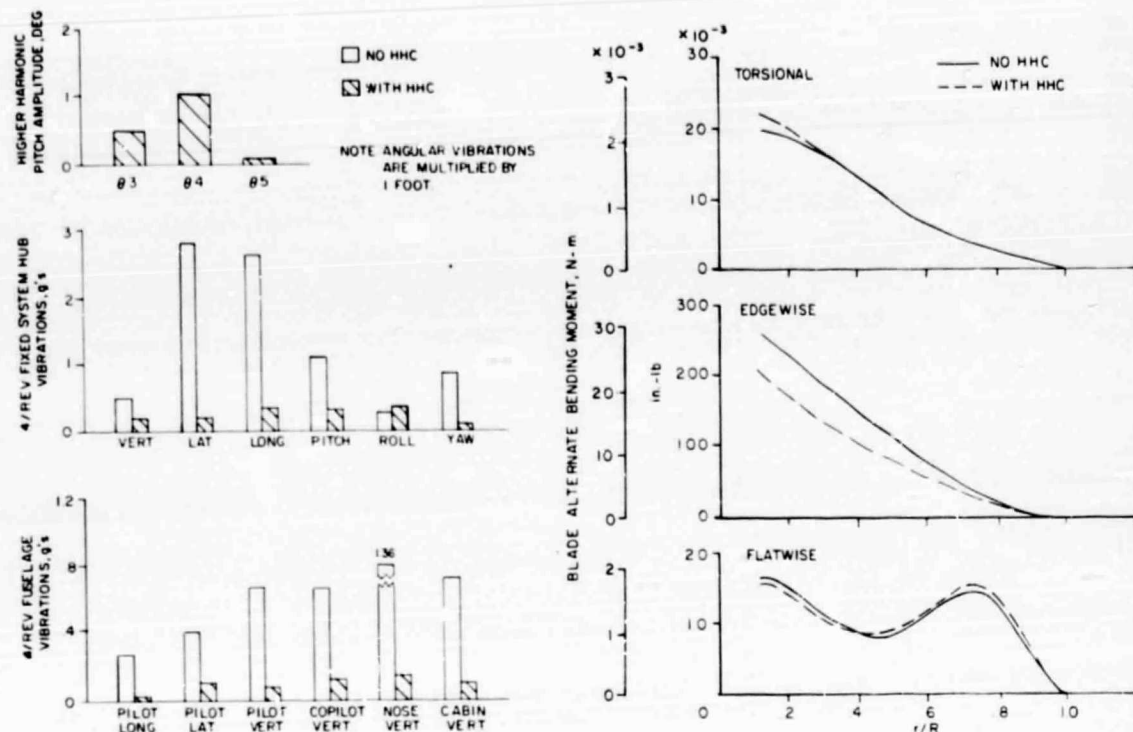 HIGHER HARMONIC
PITCH AMPLITUDE, DEG
2
1
0
θ3 θ4 θ5
NO HHC
WITH HHC
NOTE ANGULAR VIBRATIONS
ARE MULTIPLIED BY
1 FOOT.
4/REV FIXED SYSTEM HUB
VIBRATIONS, g's
3
2
1
0
VERT LAT LONG PITCH ROLL YAW
4/REV FUSELAGE
VIBRATIONS, g's
1.2
.8
.4
0
1.36
PILOT LONG
PILOT LAT
PILOT VERT
COPILOT VERT
NOSE VERT
CABIN VERT
BLADE ALTERNATE BENDING MOMENT, N-m
in.-lb
× 10⁻³ × 10⁻³
3 30
2 20
1 10
0 0
TORSIONAL
NO HHC
WITH HHC
300
30
200
20
100
10
0 0
EDGEWISE
20
2
10
1
0
FLATWISE
0 .2 .4 .6 .8 1.0
r/R